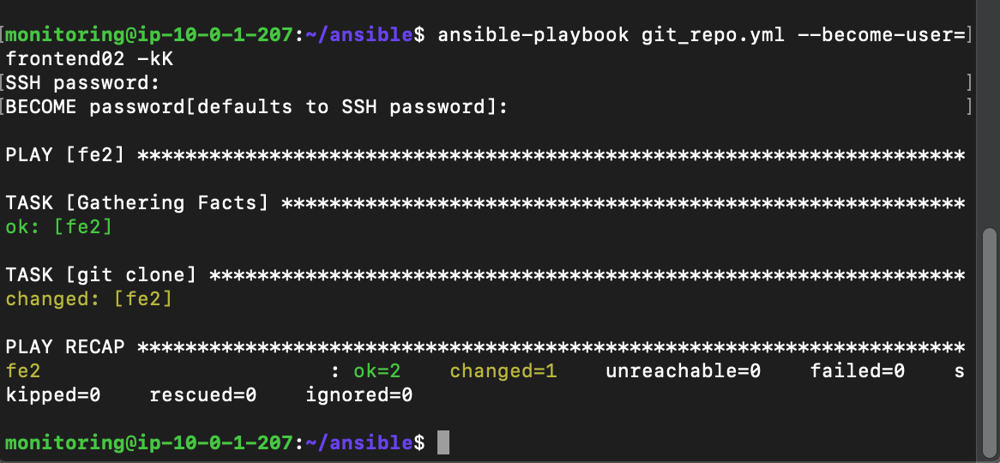 [monitoring@ip-10-0-1-207:~/ansible$ ansible-playbook git_repo.yml --become-user=]
frontend02 -kK
[SSH password: ]
[BECOME password[defaults to SSH password]: ]
PLAY [fe2] *********************************************************************
TASK [Gathering Facts] *********************************************************
ok: [fe2]
TASK [git clone] ***************************************************************
changed: [fe2]
PLAY RECAP *********************************************************************
fe2 : ok=2 changed=1 unreachable=0 failed=0 s
kipped=0 rescued=0 ignored=0
monitoring@ip-10-0-1-207:~/ansible$